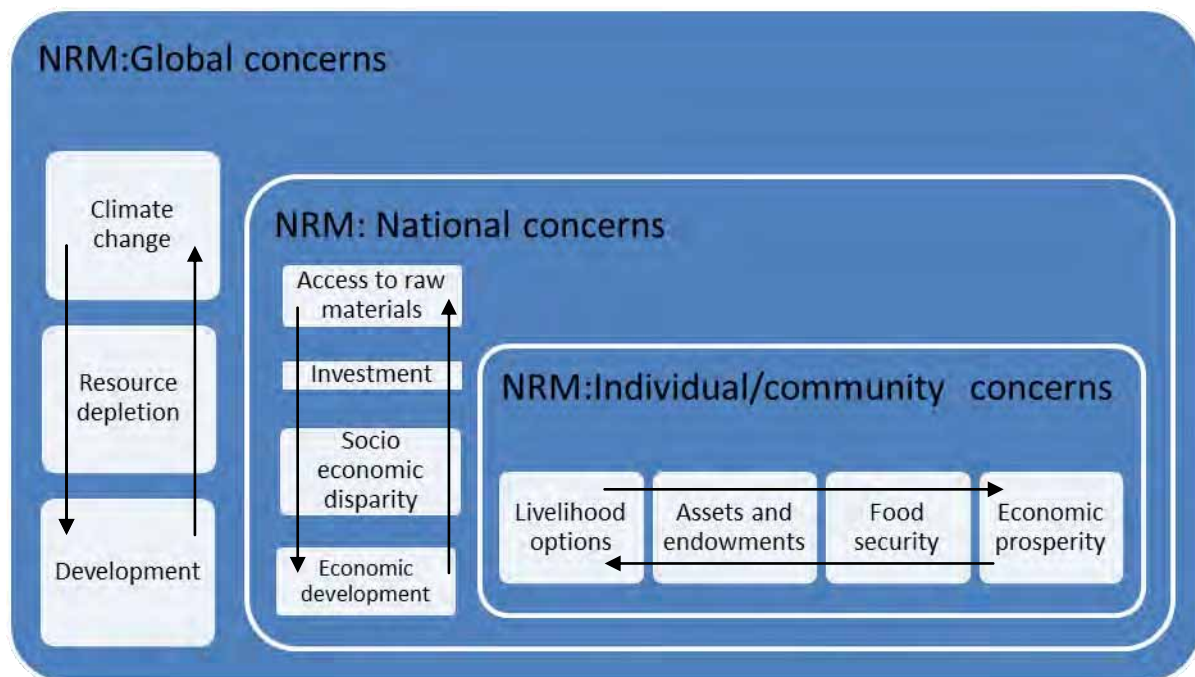 NRM:Global concerns
Climate
change
Resource
depletion
Development
NRM: National concerns
Access to raw
materials
Investment
Socio
economic
disparity
Economic
development
NRM:Individual/community concerns
Livelihood
options
Assets and
endowments
Food
security
Economic
prosperity